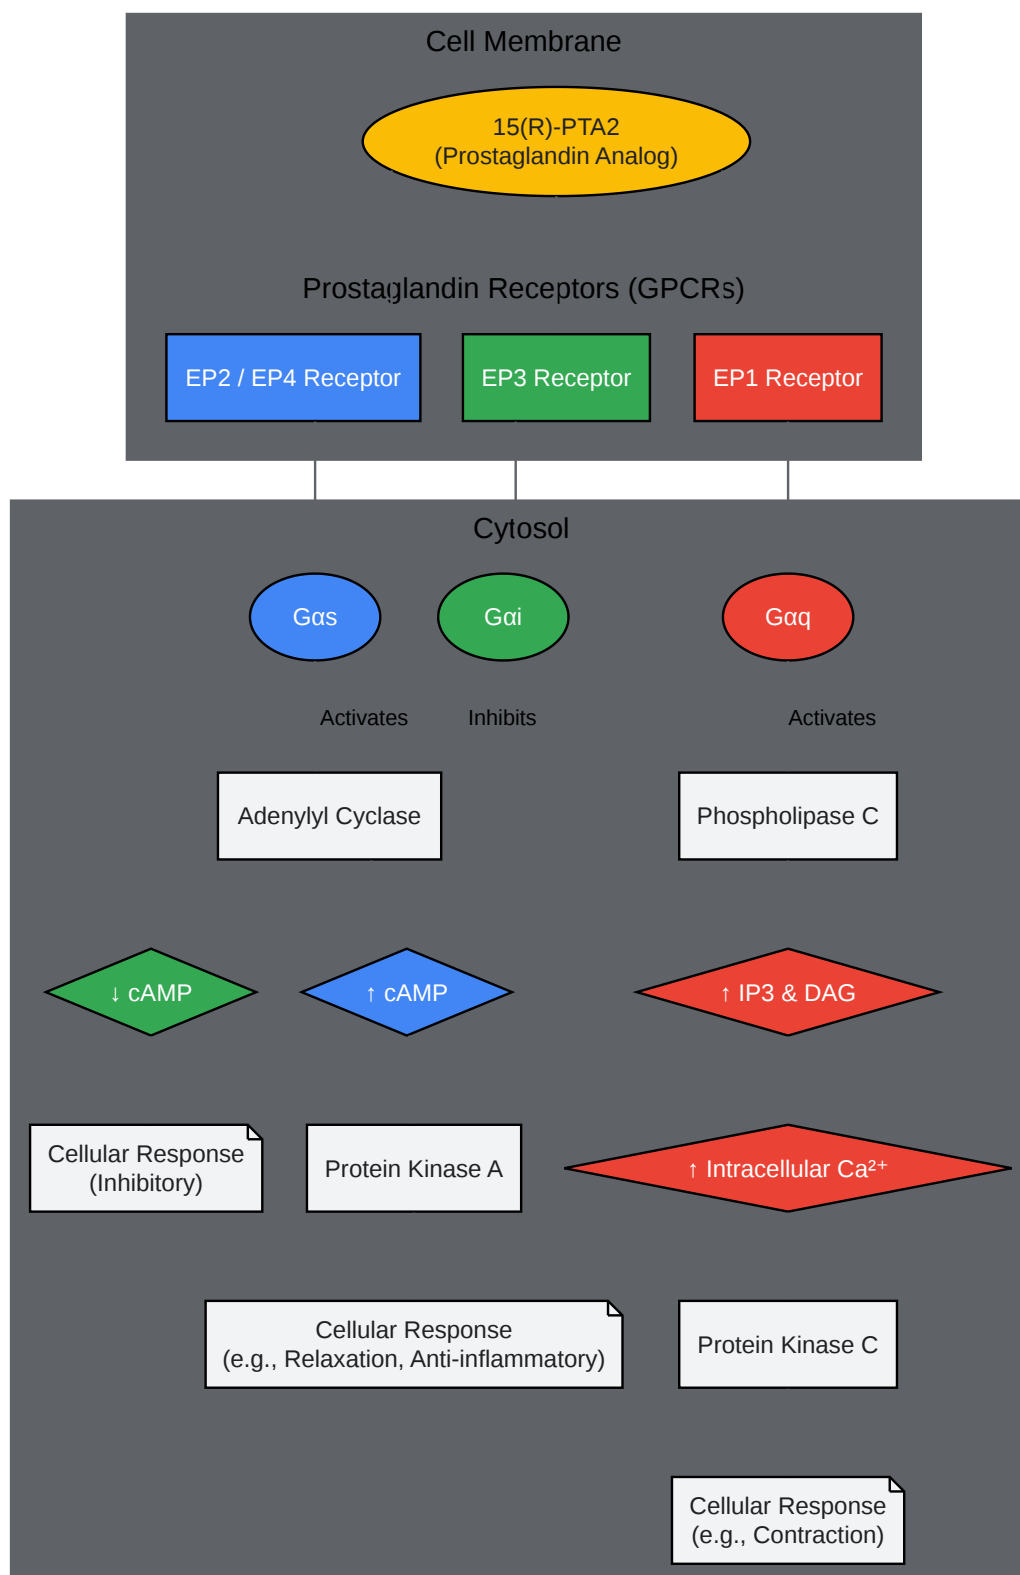 Cell Membrane
15(R)-PTA2
(Prostaglandin Analog)
Prostaglandin Receptors (GPCRs)
EP2 / EP4 Receptor
EP3 Receptor
EP1 Receptor
Cytosol
Gαs
Gαi
Gαq
Activates
Inhibits
Activates
Adenylyl Cyclase
Phospholipase C
↓ cAMP
↑ cAMP
↑ IP3 & DAG
Cellular Response
(Inhibitory)
Protein Kinase A
↑ Intracellular Ca²⁺
Cellular Response
(e.g., Relaxation, Anti-inflammatory)
Protein Kinase C
Cellular Response
(e.g., Contraction)